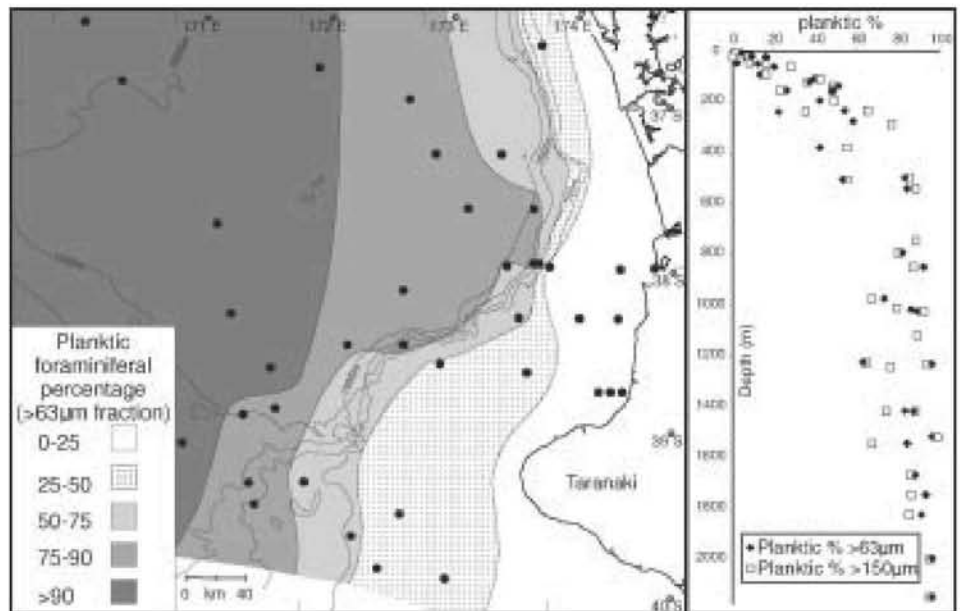 171°E
172°E
173°E
174°E
37°S
38°S
39°S
40°S
Taranaki
Planktic
foraminiferal
percentage
(>63µm fraction)
0-25
25-50
50-75
75-90
>90
0 km 40
planktic %
0 20 40 60 80 100
0
200
400
600
800
1000
1200
1400
1600
1800
2000
Depth (m)
Planktic % >63µm
Planktic % >150µm